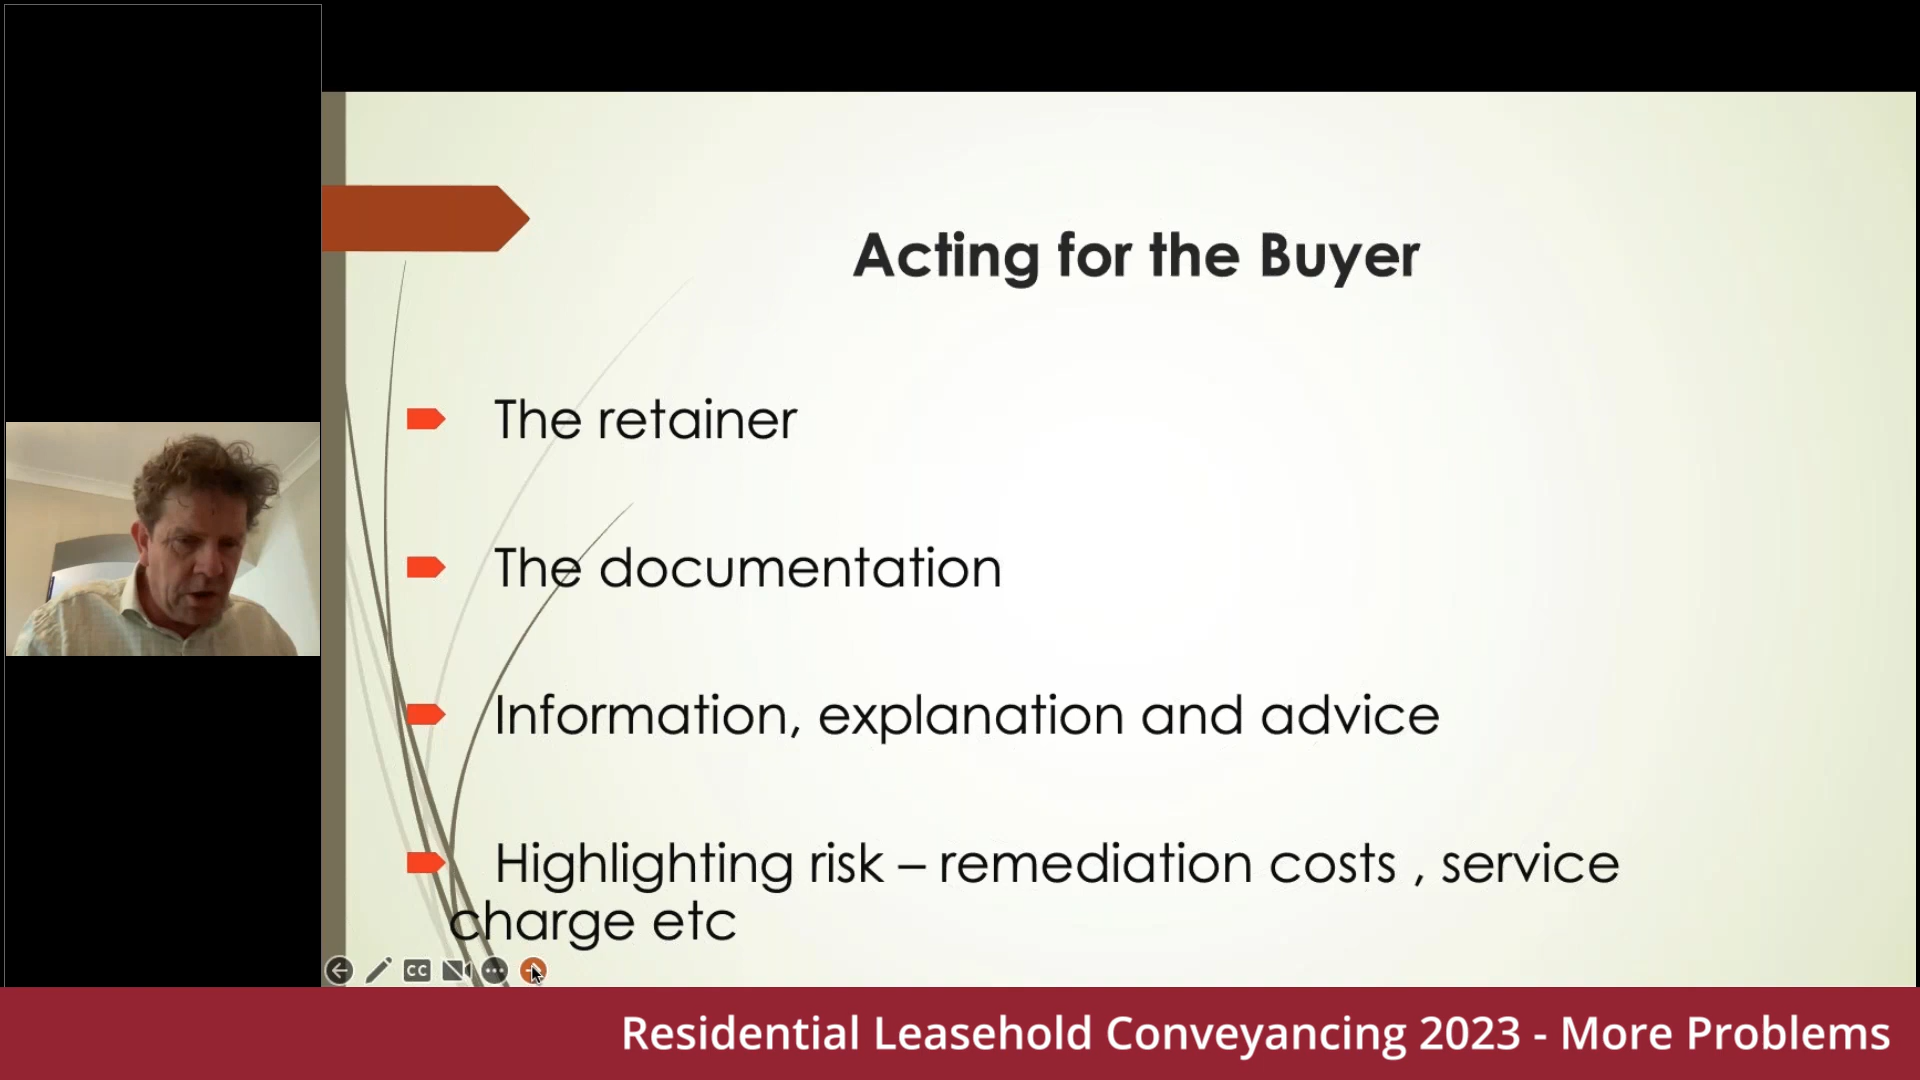 Acting for the Buyer
The retainer
The documentation
Information, explanation and advice
Highlighting risk – remediation costs , service
charge etc
CC
Residential Leasehold Conveyancing 2023 - More Problems